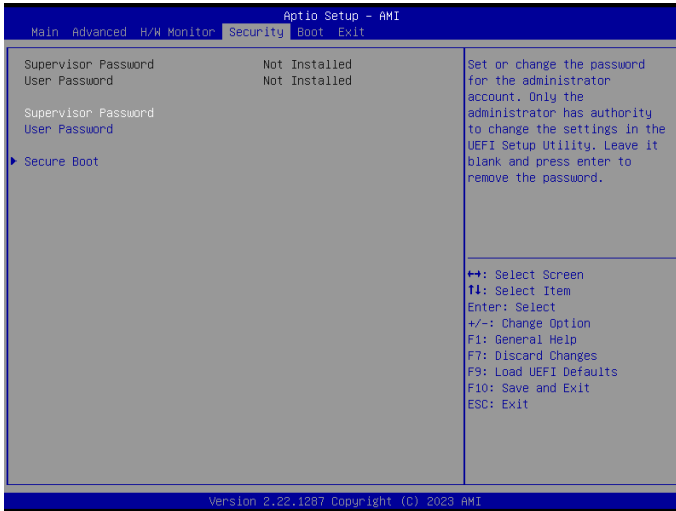 Aptio Setup - AMI
Main Advanced H/W Monitor Security Boot Exit
Supervisor Password Not Installed
User Password Not Installed
Supervisor Password
User Password
Secure Boot
Set or change the password
for the administrator
account. Only the
administrator has authority
to change the settings in the
UEFI Setup Utility. Leave it
blank and press enter to
remove the password.
↔: Select Screen
↑↓: Select Item
Enter: Select
+/-: Change Option
F1: General Help
F7: Discard Changes
F9: Load UEFI Defaults
F10: Save and Exit
ESC: Exit
Version 2.22.1287 Copyright (C) 2023 AMI